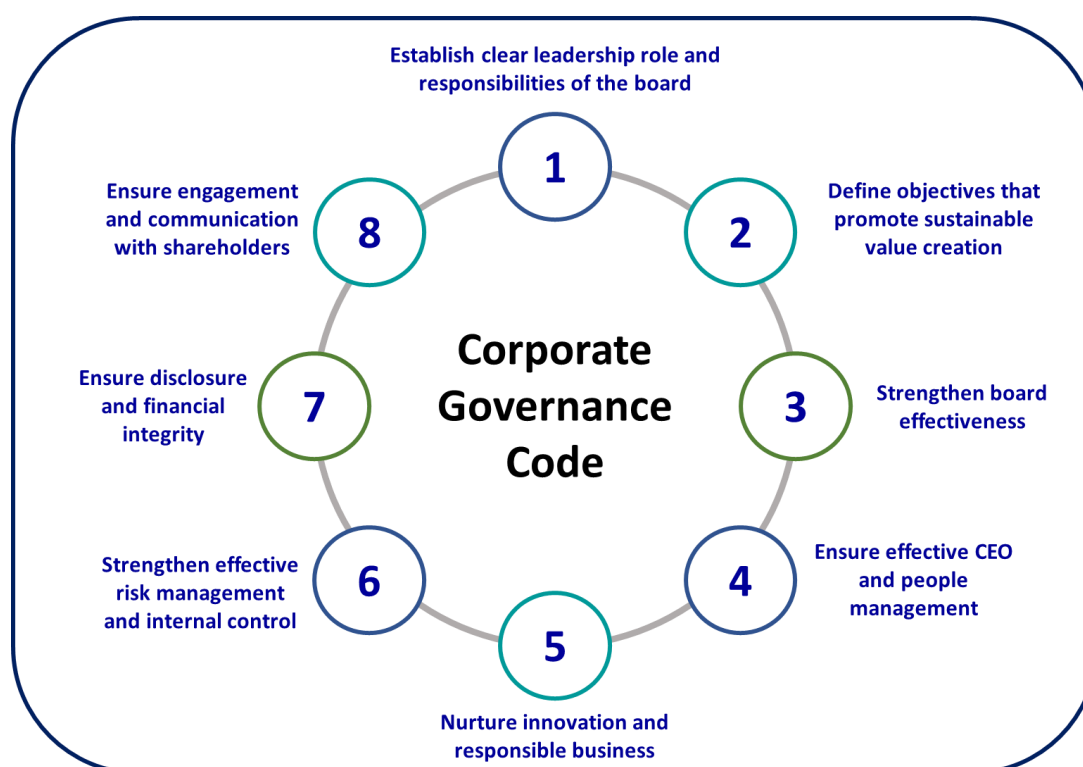 Establish clear leadership role and
responsibilities of the board
1
Define objectives that
promote sustainable
value creation
2
Strengthen board
effectiveness
3
Ensure effective CEO
and people
management
4
Nurture innovation and
responsible business
5
Strengthen effective
risk management
and internal control
6
Ensure disclosure
and financial
integrity
7
Ensure engagement
and communication
with shareholders
8
Corporate
Governance
Code